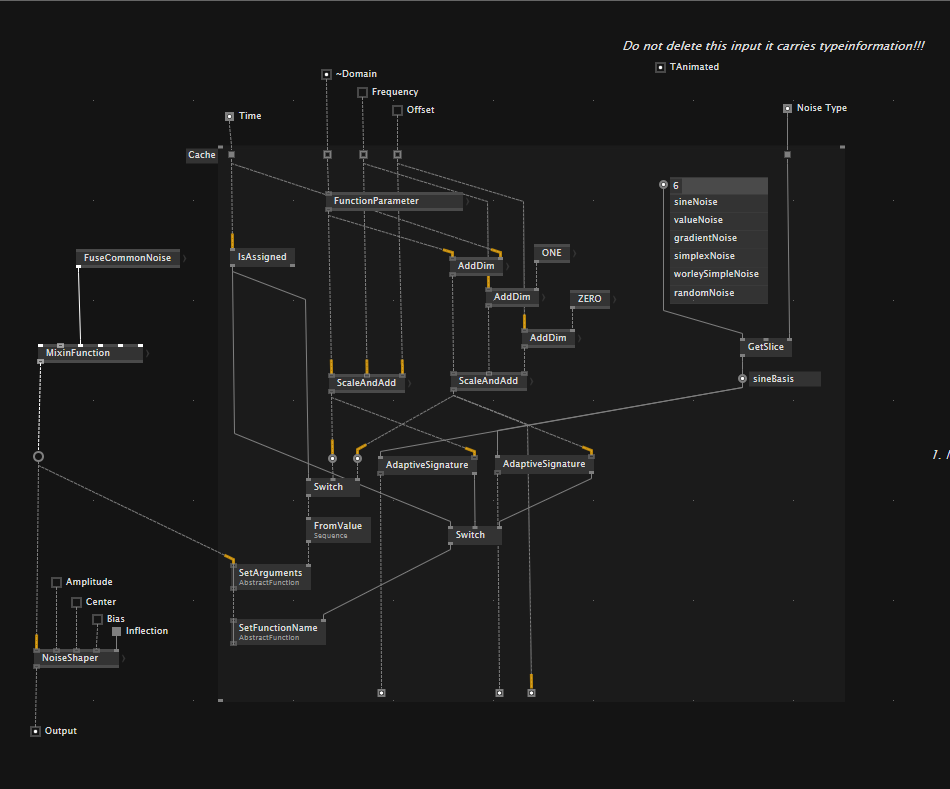 Do not delete this input it carries typeinformation!!!
TAnimated
~Domain
Frequency
Offset
Time
Noise Type
Cache
6
sineNoise
valueNoise
gradientNoise
simplexNoise
worleySimpleNoise
randomNoise
FunctionParameter
FuseCommonNoise
IsAssigned
ONE
AddDim
AddDim
ZERO
AddDim
MixinFunction
GetSlice
ScaleAndAdd
ScaleAndAdd
sineBasis
1.
AdaptiveSignature
AdaptiveSignature
Switch
FromValue
Sequence
Switch
SetArguments
AbstractFunction
Amplitude
Center
Bias
Inflection
SetFunctionName
AbstractFunction
NoiseShaper
Output